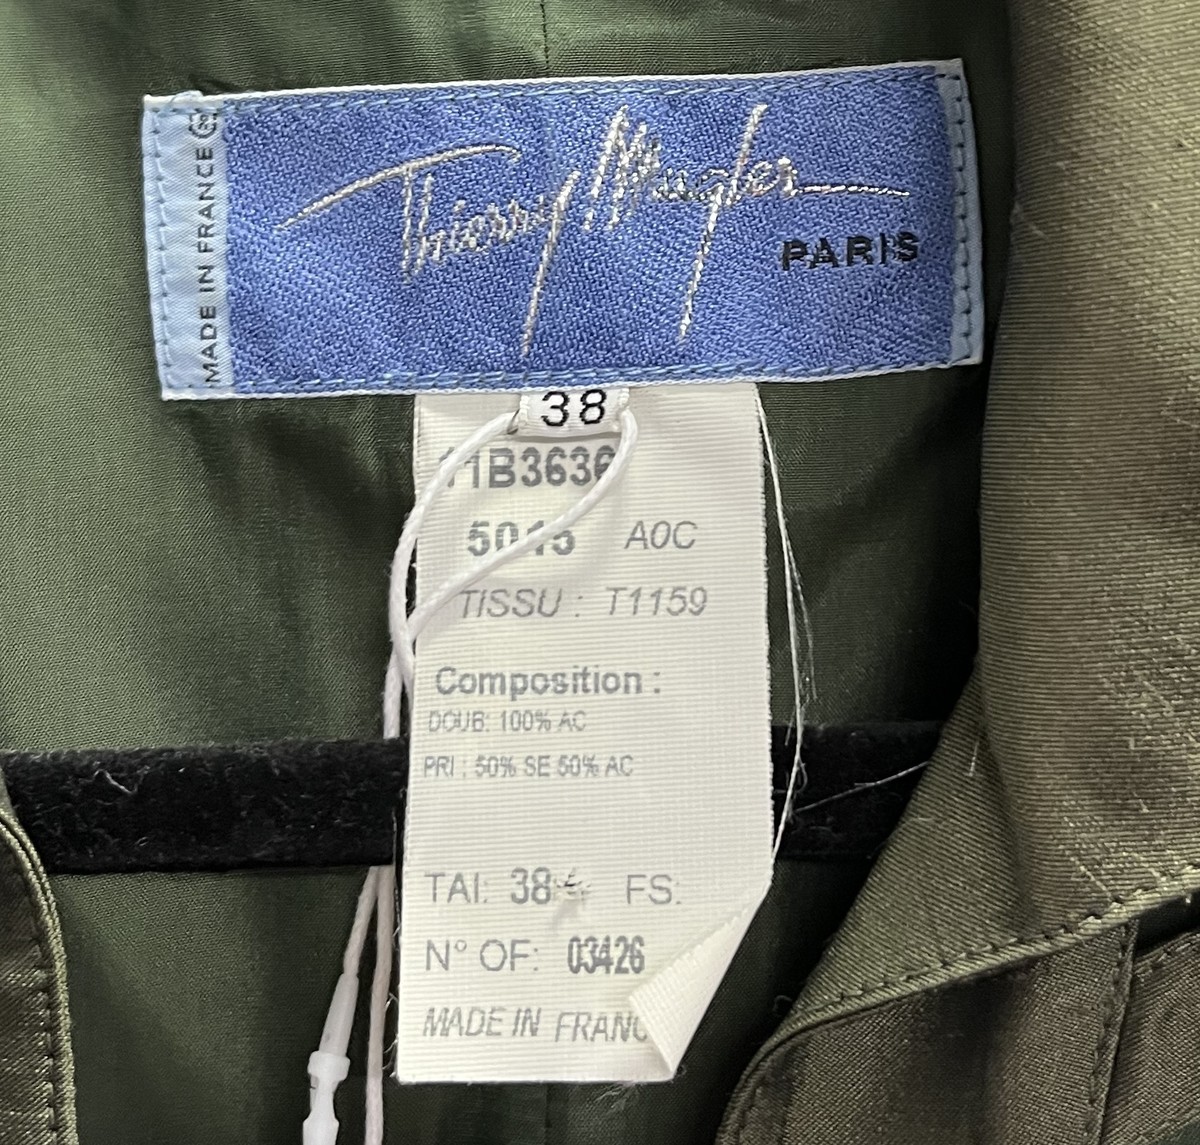 MADE IN FRANCE
Thierry Mugler
PARIS
38
11B3636
5015 A0C
TISSU : T1159
Composition :
DOUB: 100% AC
PRI : 50% SE 50% AC
TAI: 38 FS:
N° OF: 03426
MADE IN FRANC